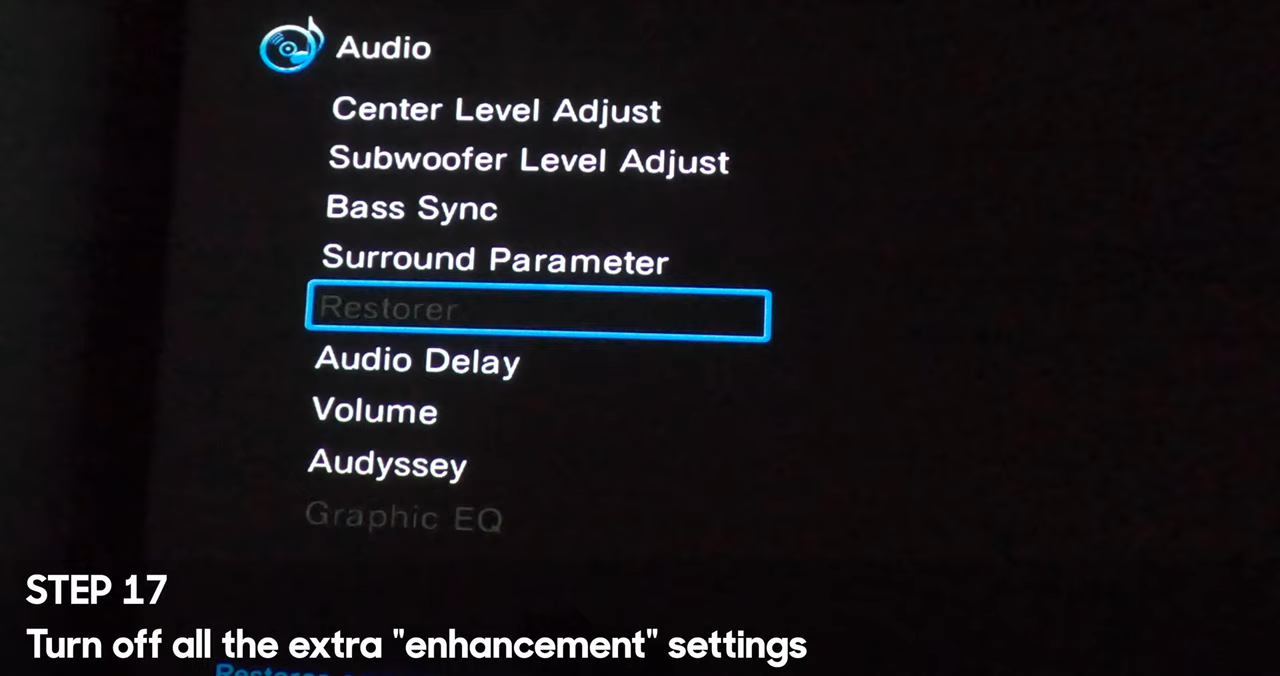 Audio
Center Level Adjust
Subwoofer Level Adjust
Bass Sync
Surround Parameter
Restorer
Audio Delay
Volume
Audyssey
Graphic EQ
STEP 17
Turn off all the extra "enhancement" settings